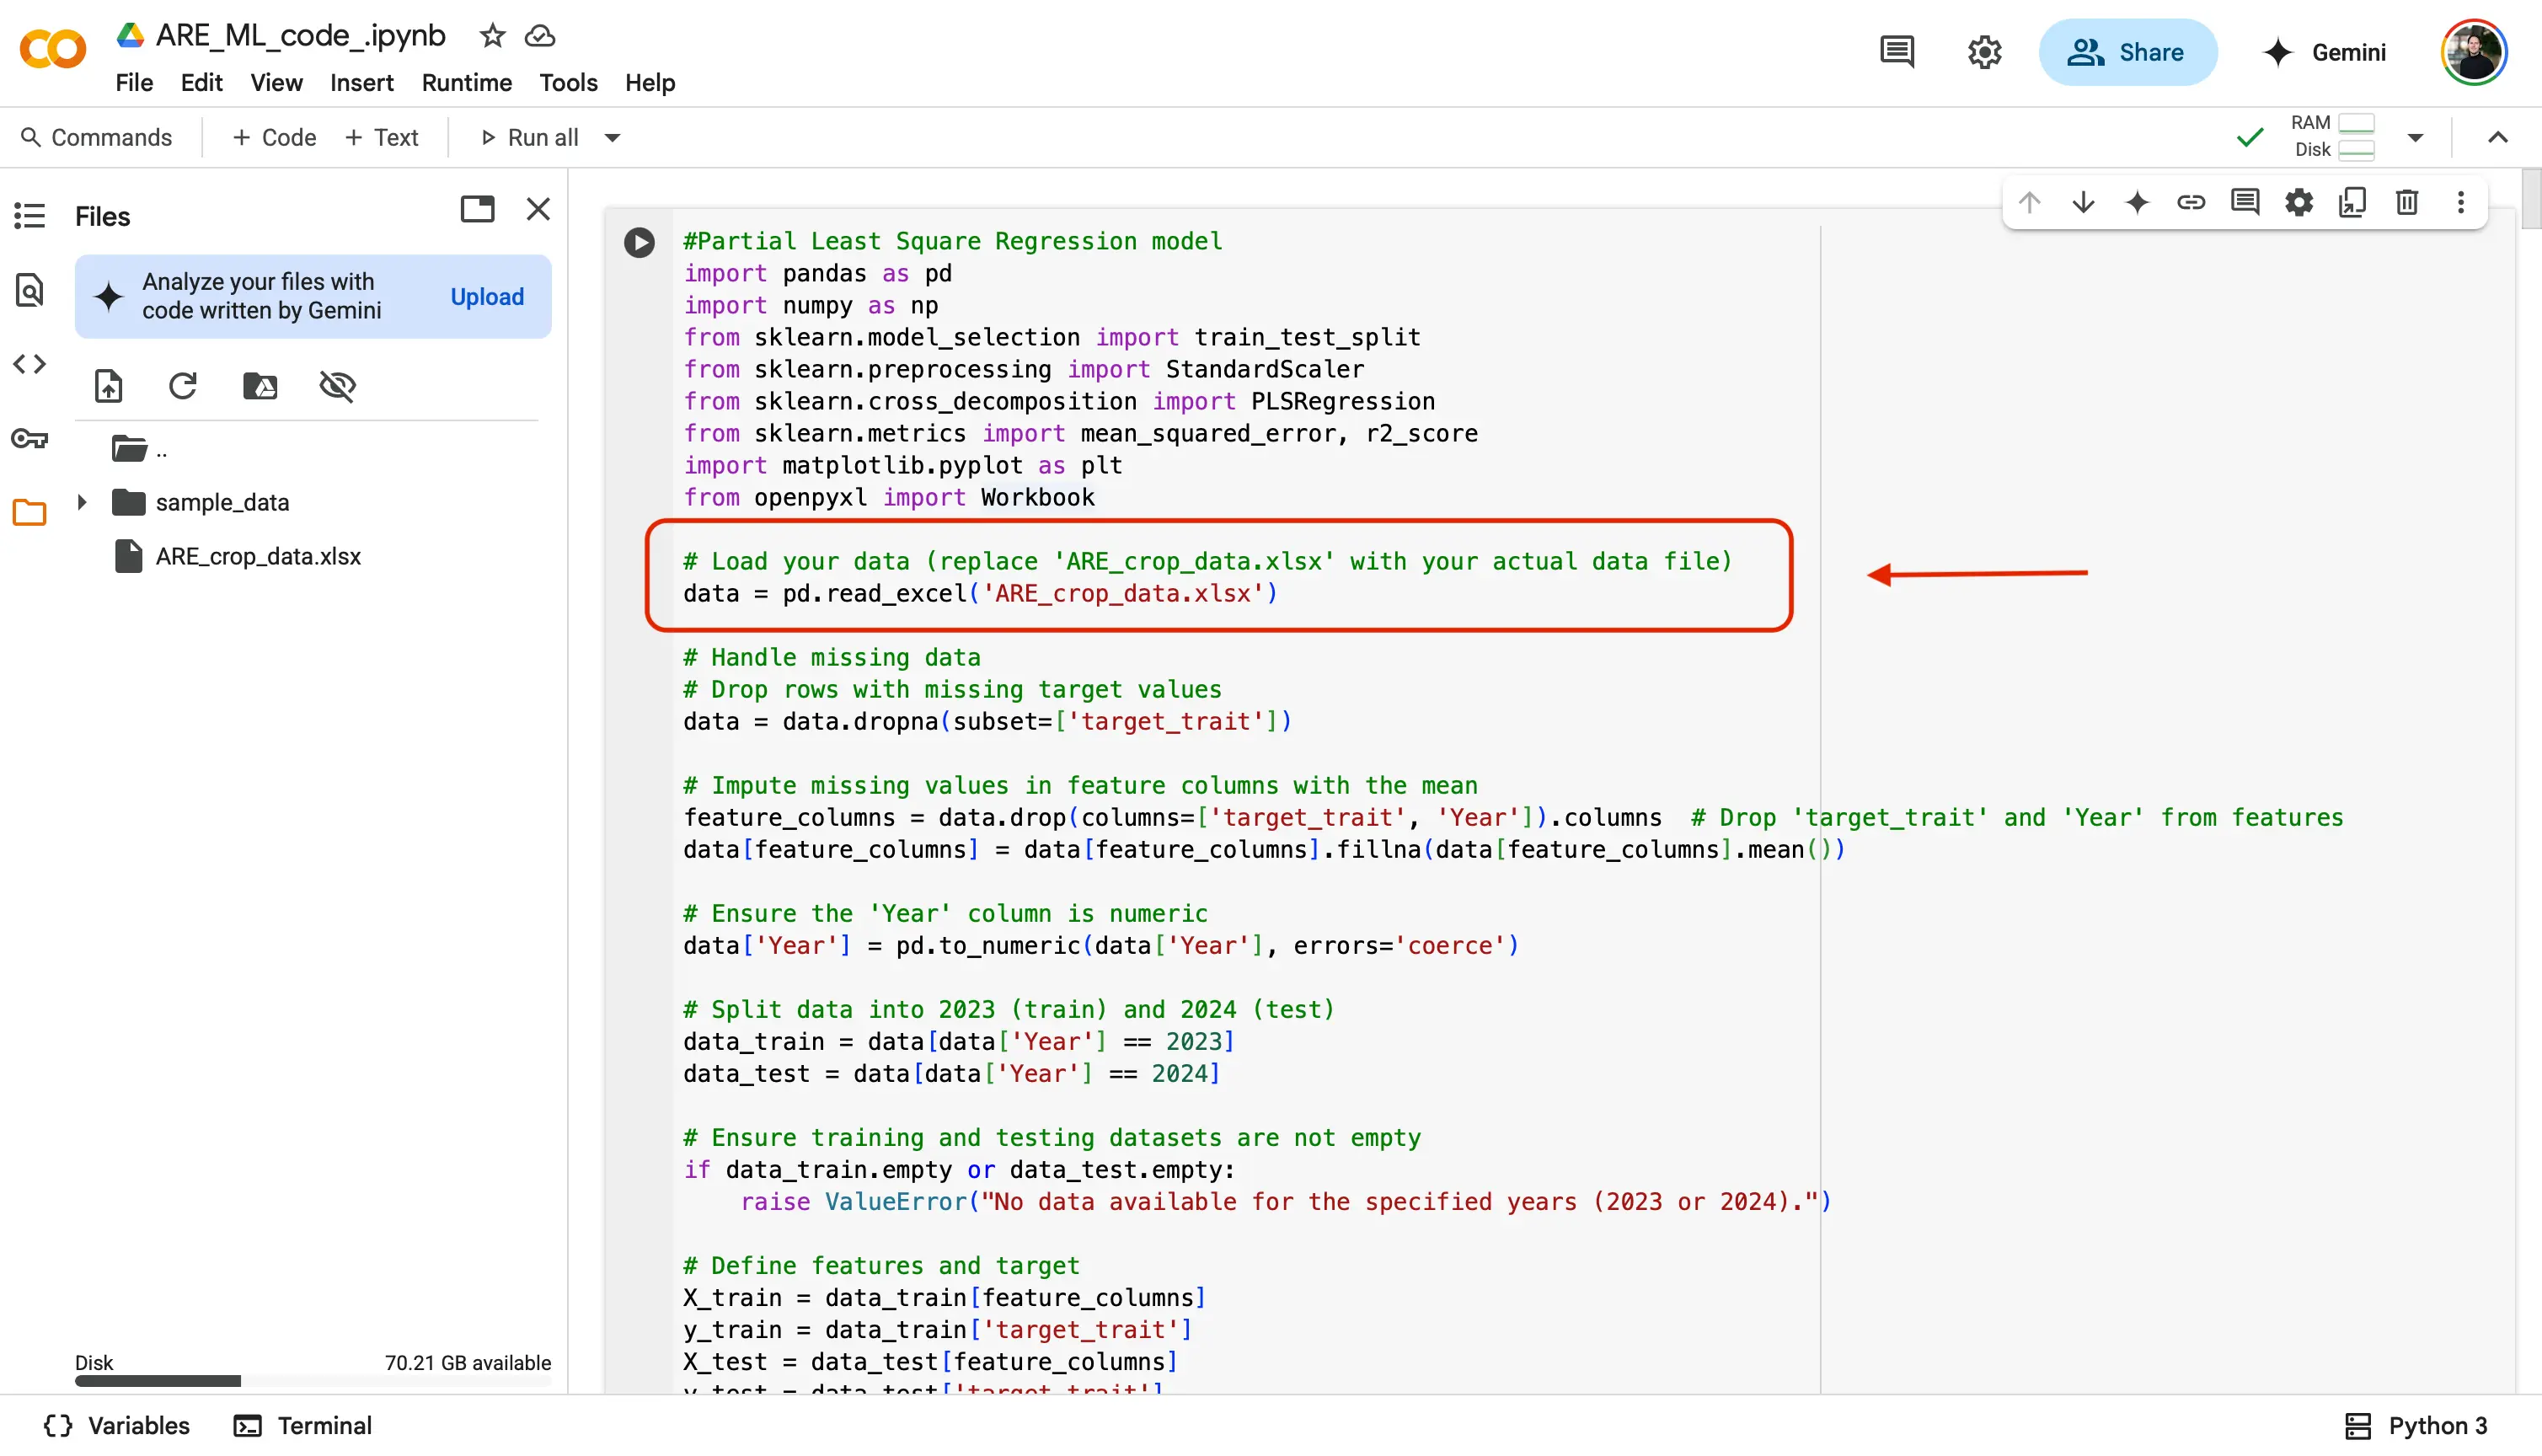 ARE_ML_code_.ipynb
File Edit View Insert Runtime Tools Help
Share
Gemini
Commands
+ Code + Text
Run all
RAM
Disk
Files
Analyze your files with
code written by Gemini
Upload
..
sample_data
ARE_crop_data.xlsx
#Partial Least Square Regression model
import pandas as pd
import numpy as np
from sklearn.model_selection import train_test_split
from sklearn.preprocessing import StandardScaler
from sklearn.cross_decomposition import PLSRegression
from sklearn.metrics import mean_squared_error, r2_score
import matplotlib.pyplot as plt
from openpyxl import Workbook
# Load your data (replace 'ARE_crop_data.xlsx' with your actual data file)
data = pd.read_excel('ARE_crop_data.xlsx')
# Handle missing data
# Drop rows with missing target values
data = data.dropna(subset=['target_trait'])
# Impute missing values in feature columns with the mean
feature_columns = data.drop(columns=['target_trait', 'Year']).columns  # Drop 'target_trait' and 'Year' from features
data[feature_columns] = data[feature_columns].fillna(data[feature_columns].mean())
# Ensure the 'Year' column is numeric
data['Year'] = pd.to_numeric(data['Year'], errors='coerce')
# Split data into 2023 (train) and 2024 (test)
data_train = data[data['Year'] == 2023]
data_test = data[data['Year'] == 2024]
# Ensure training and testing datasets are not empty
if data_train.empty or data_test.empty:
    raise ValueError("No data available for the specified years (2023 or 2024).")
# Define features and target
X_train = data_train[feature_columns]
y_train = data_train['target_trait']
X_test = data_test[feature_columns]
y_test = data_test['target_trait']
Disk
70.21 GB available
Variables
Terminal
Python 3